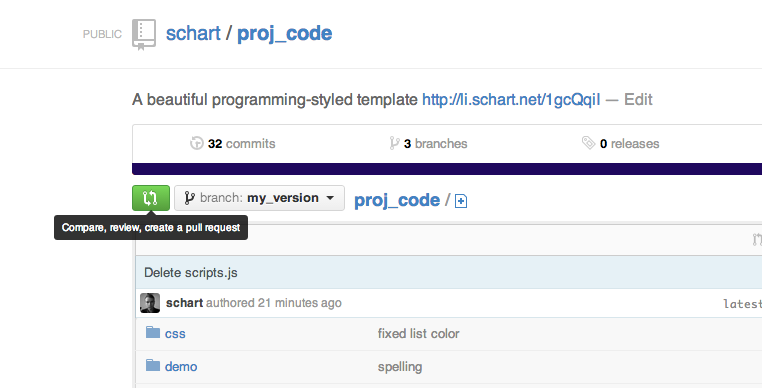 PUBLIC schart / proj_code
A beautiful programming-styled template http://li.schart.net/1gcQqiI — Edit
32 commits 3 branches 0 releases
branch: my_version proj_code /
Compare, review, create a pull request
Delete scripts.js
schart authored 21 minutes ago latest
css fixed list color
demo spelling